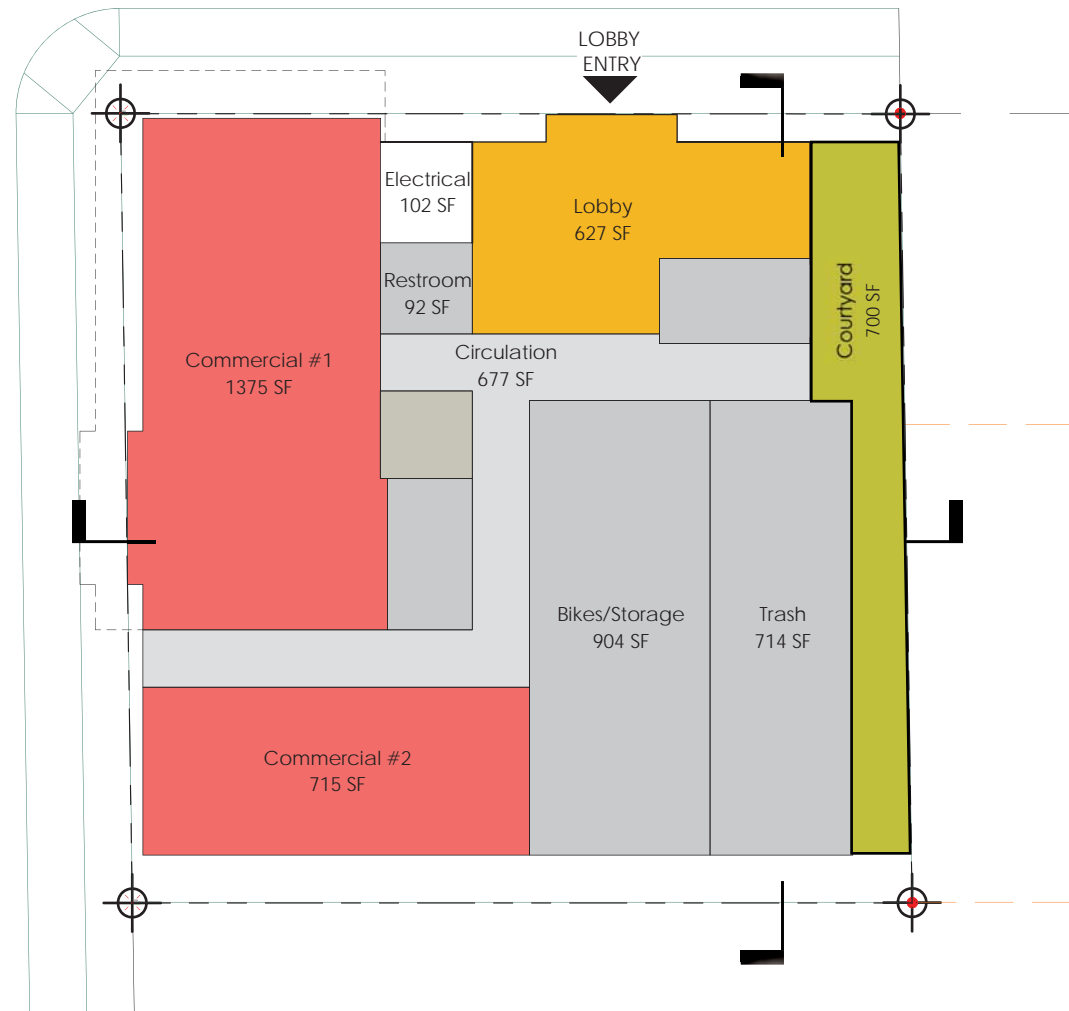 LOBBY
ENTRY
Electrical
102 SF
Lobby
627 SF
Restroom
92 SF
Courtyard
700 SF
Circulation
677 SF
Commercial #1
1375 SF
Bikes/Storage
904 SF
Trash
714 SF
Commercial #2
715 SF